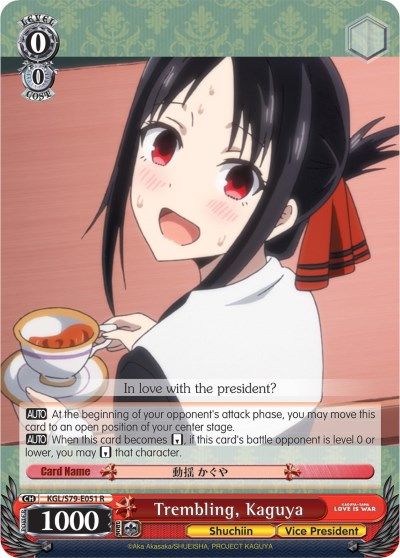 LEVEL
0
0
COST
In love with the president?
AUTO At the beginning of your opponent's attack phase, you may move this
card to an open position of your center stage.
AUTO When this card becomes [▼], if this card's battle opponent is level 0 or
lower, you may [▼] that character.
Card Name
動揺 かぐや
CH KGL/S79-E051 R
POWER 1000
Trembling, Kaguya
KAGUYA-SAMA
LOVE IS WAR
Shuchiin
Vice President
©Aka Akasaka/SHUEISHA, PROJECT KAGUYA